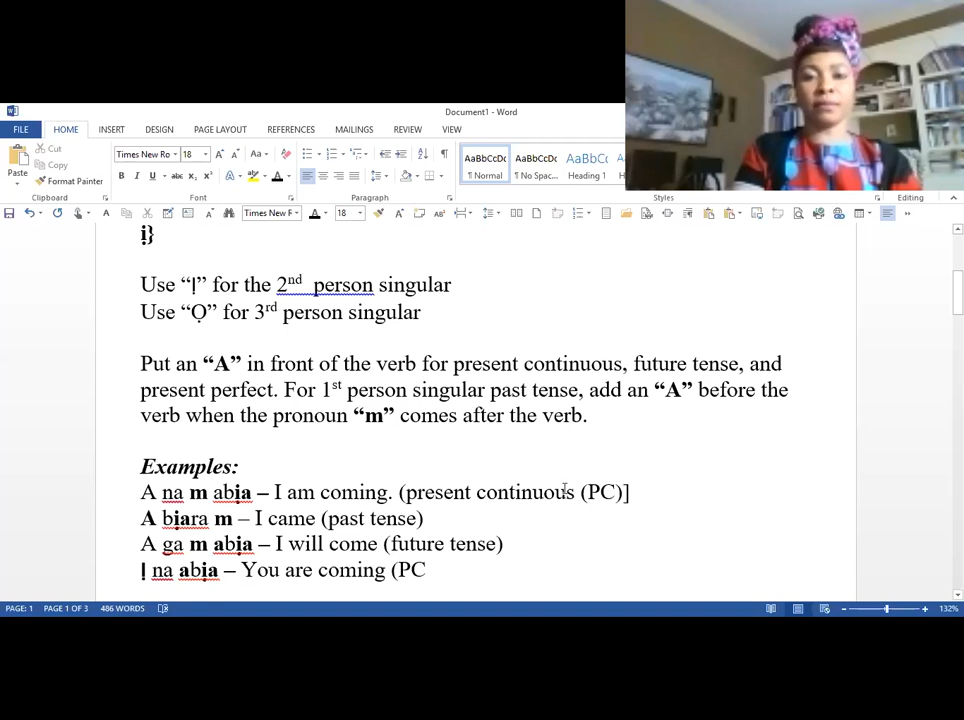 Document1 - Word
FILE HOME INSERT DESIGN PAGE LAYOUT REFERENCES MAILINGS REVIEW VIEW
Paste Cut Copy Format Painter
Times New Ro 18
AaBbCcDc AaBbCcDc AaBbCc
¶ Normal ¶ No Spac... Heading 1
Clipboard Font Paragraph Styles Editing
Times New F 18
ị}
Use “Ị” for the 2nd person singular
Use “Ọ” for 3rd person singular
Put an “A” in front of the verb for present continuous, future tense, and
present perfect. For 1st person singular past tense, add an “A” before the
verb when the pronoun “m” comes after the verb.
Examples:
A na m abịa – I am coming. (present continuous (PC)]
A bịara m – I came (past tense)
A ga m abịa – I will come (future tense)
Ị na abịa – You are coming (PC
PAGE: 1 PAGE 1 OF 3 486 WORDS 132%